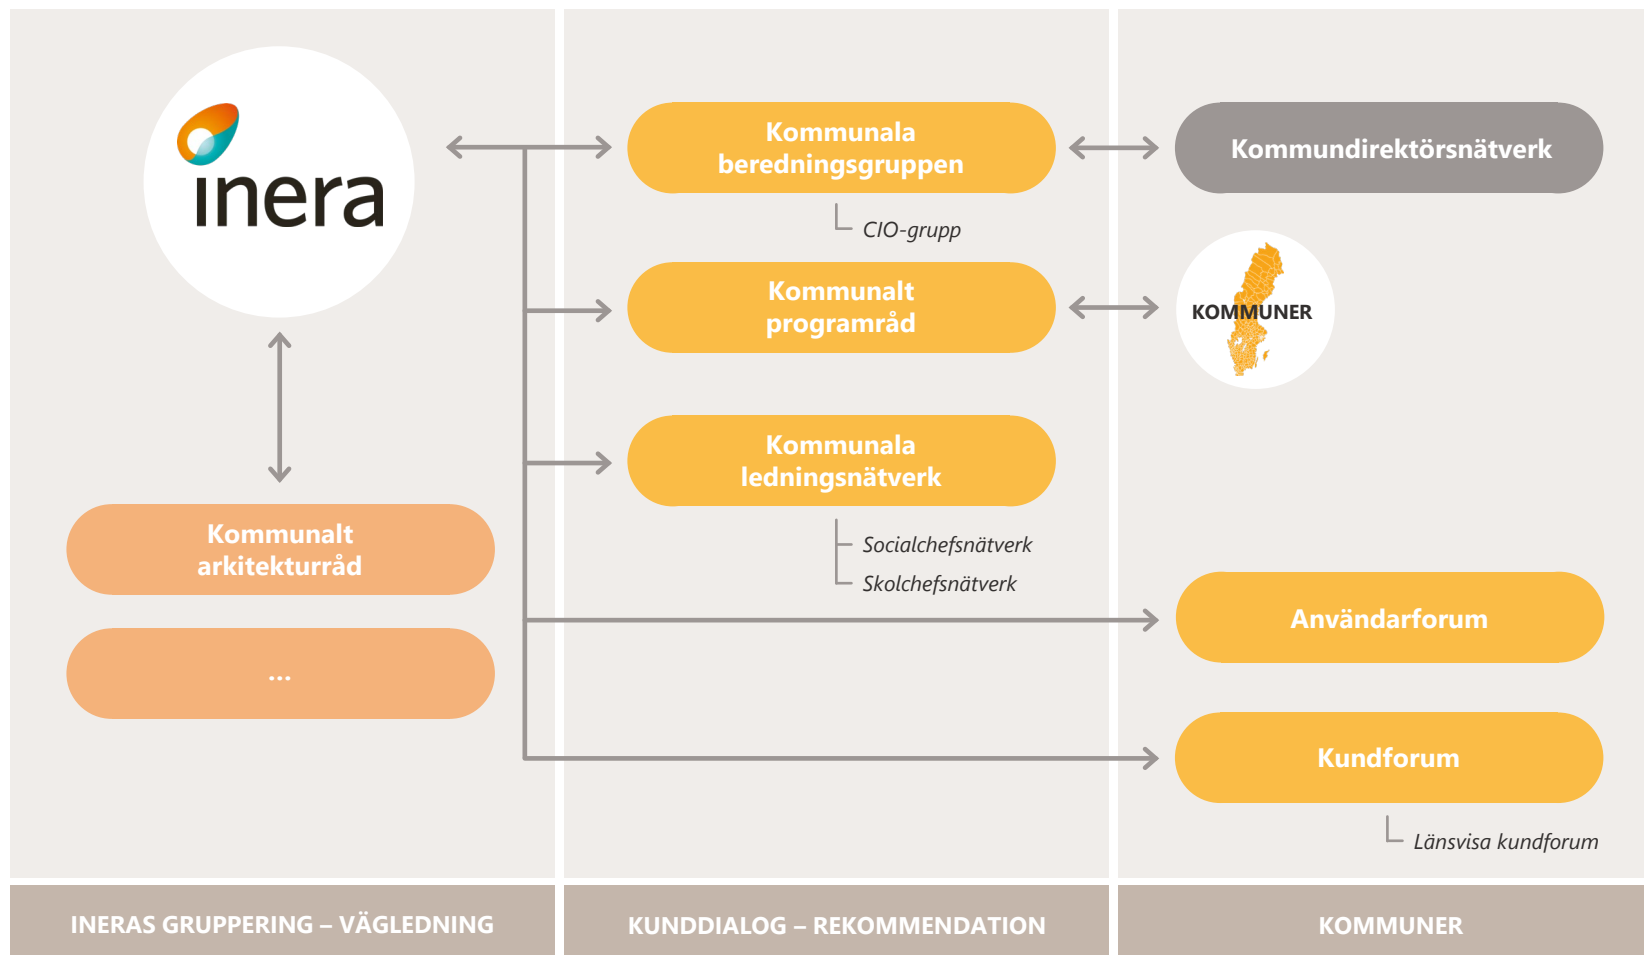 inera
Kommunalt
arkitekturråd
...
Kommunala
beredningsgruppen
CIO-grupp
Kommunalt
programråd
Kommunala
ledningsnätverk
Socialchefsnätverk
Skolchefsnätverk
Kommundirektörsnätverk
KOMMUNER
Användarforum
Kundforum
Länsvisa kundforum
INERAS GRUPPERING – VÄGLEDNING
KUNDDIALOG – REKOMMENDATION
KOMMUNER